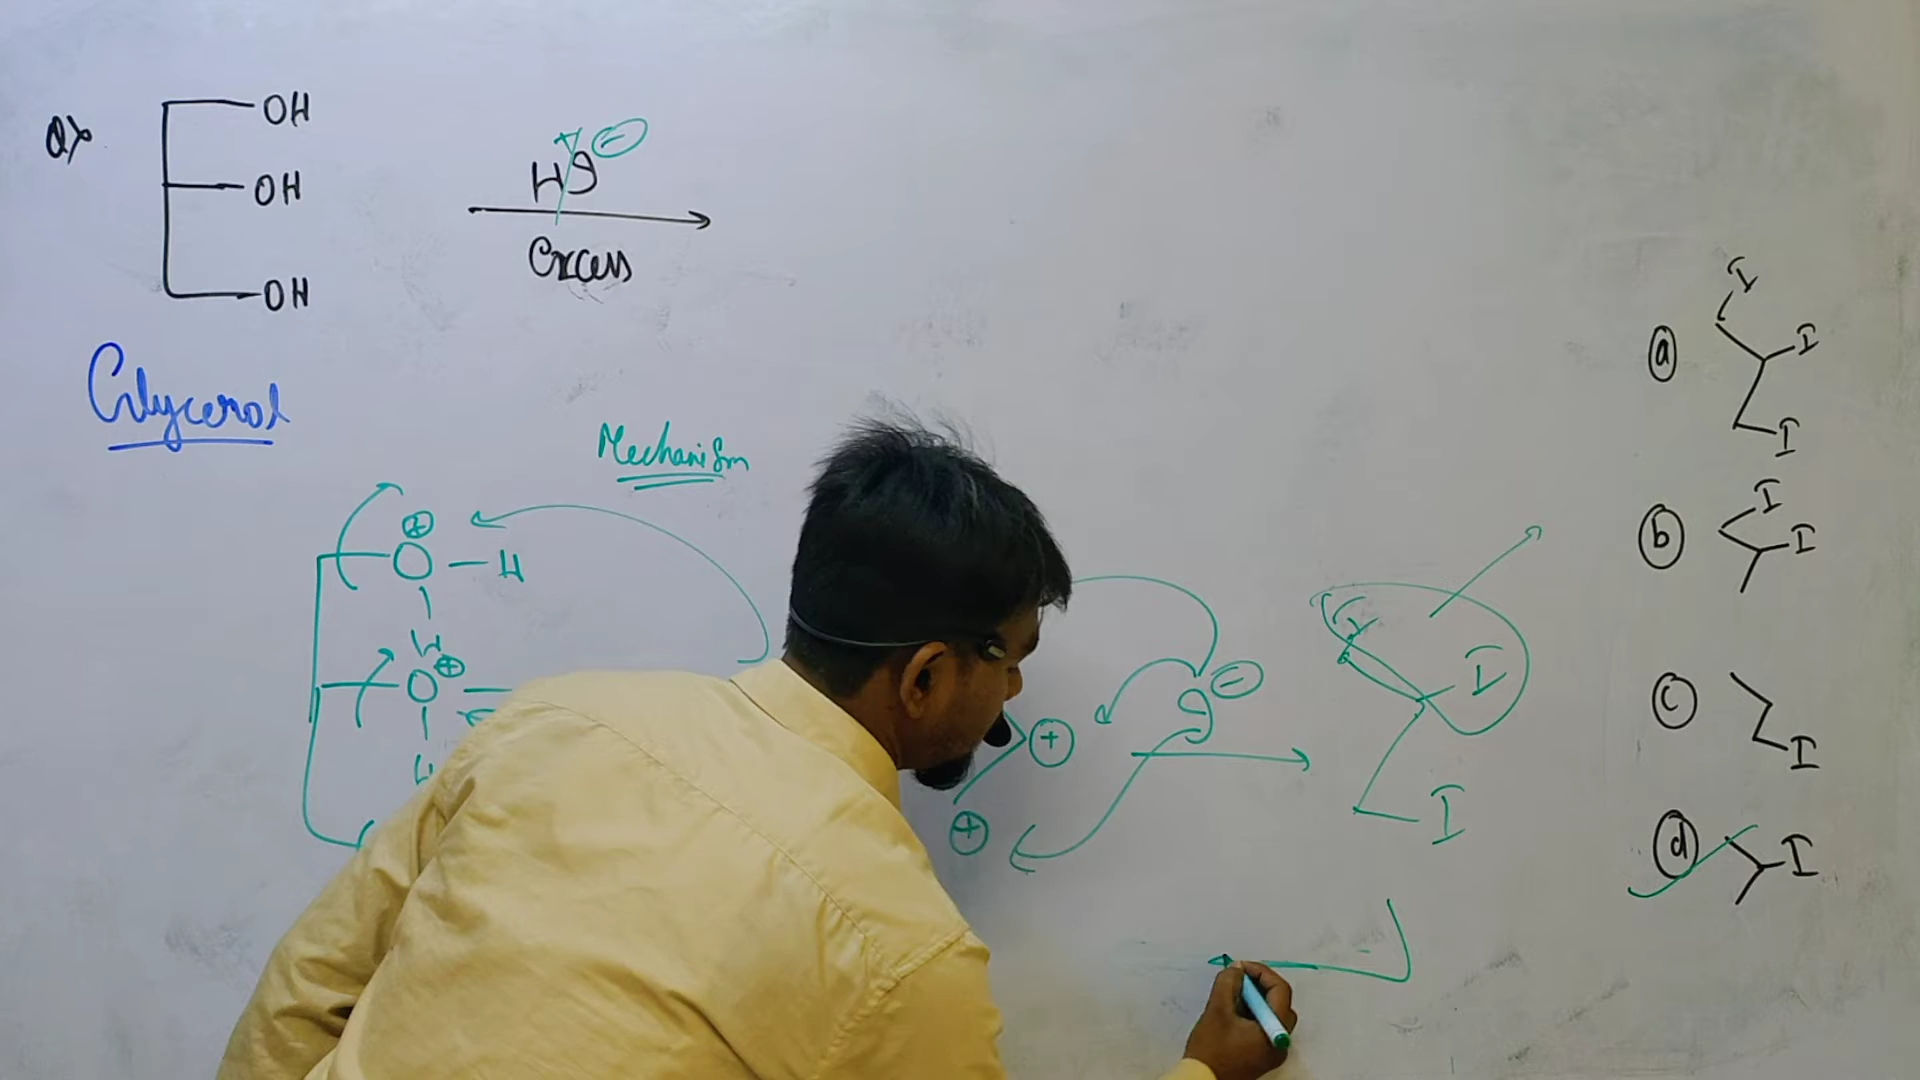 Q>
OH
OH
OH
HI
⊖
Excess
Glycerol
Mechanism
⊕
O - H
H
⊕
O
H
⊕
⊕
I ⊖
I
I
I
ⓐ I
I
I
ⓑ I
I
ⓒ I
ⓓ I